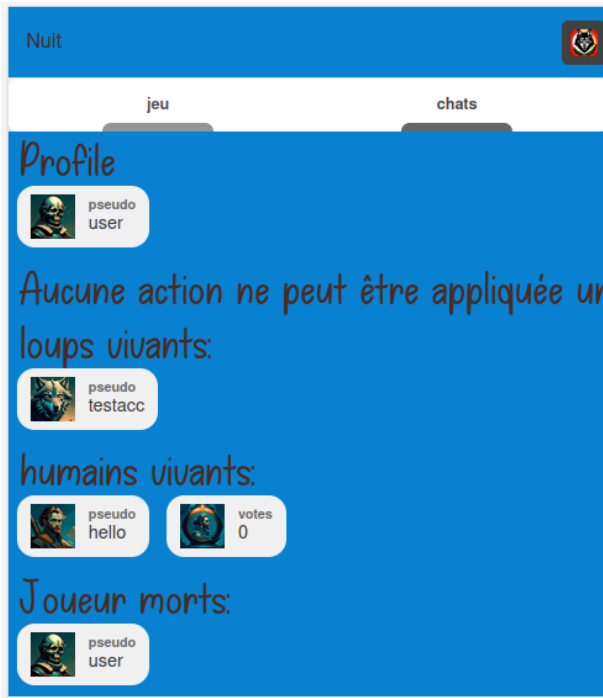 Nuit
jeu chats
Profile
pseudo
user
Aucune action ne peut être appliquée
loups vivants:
pseudo
testacc
humains vivants:
pseudo votes
hello 0
Joueur morts:
pseudo
user